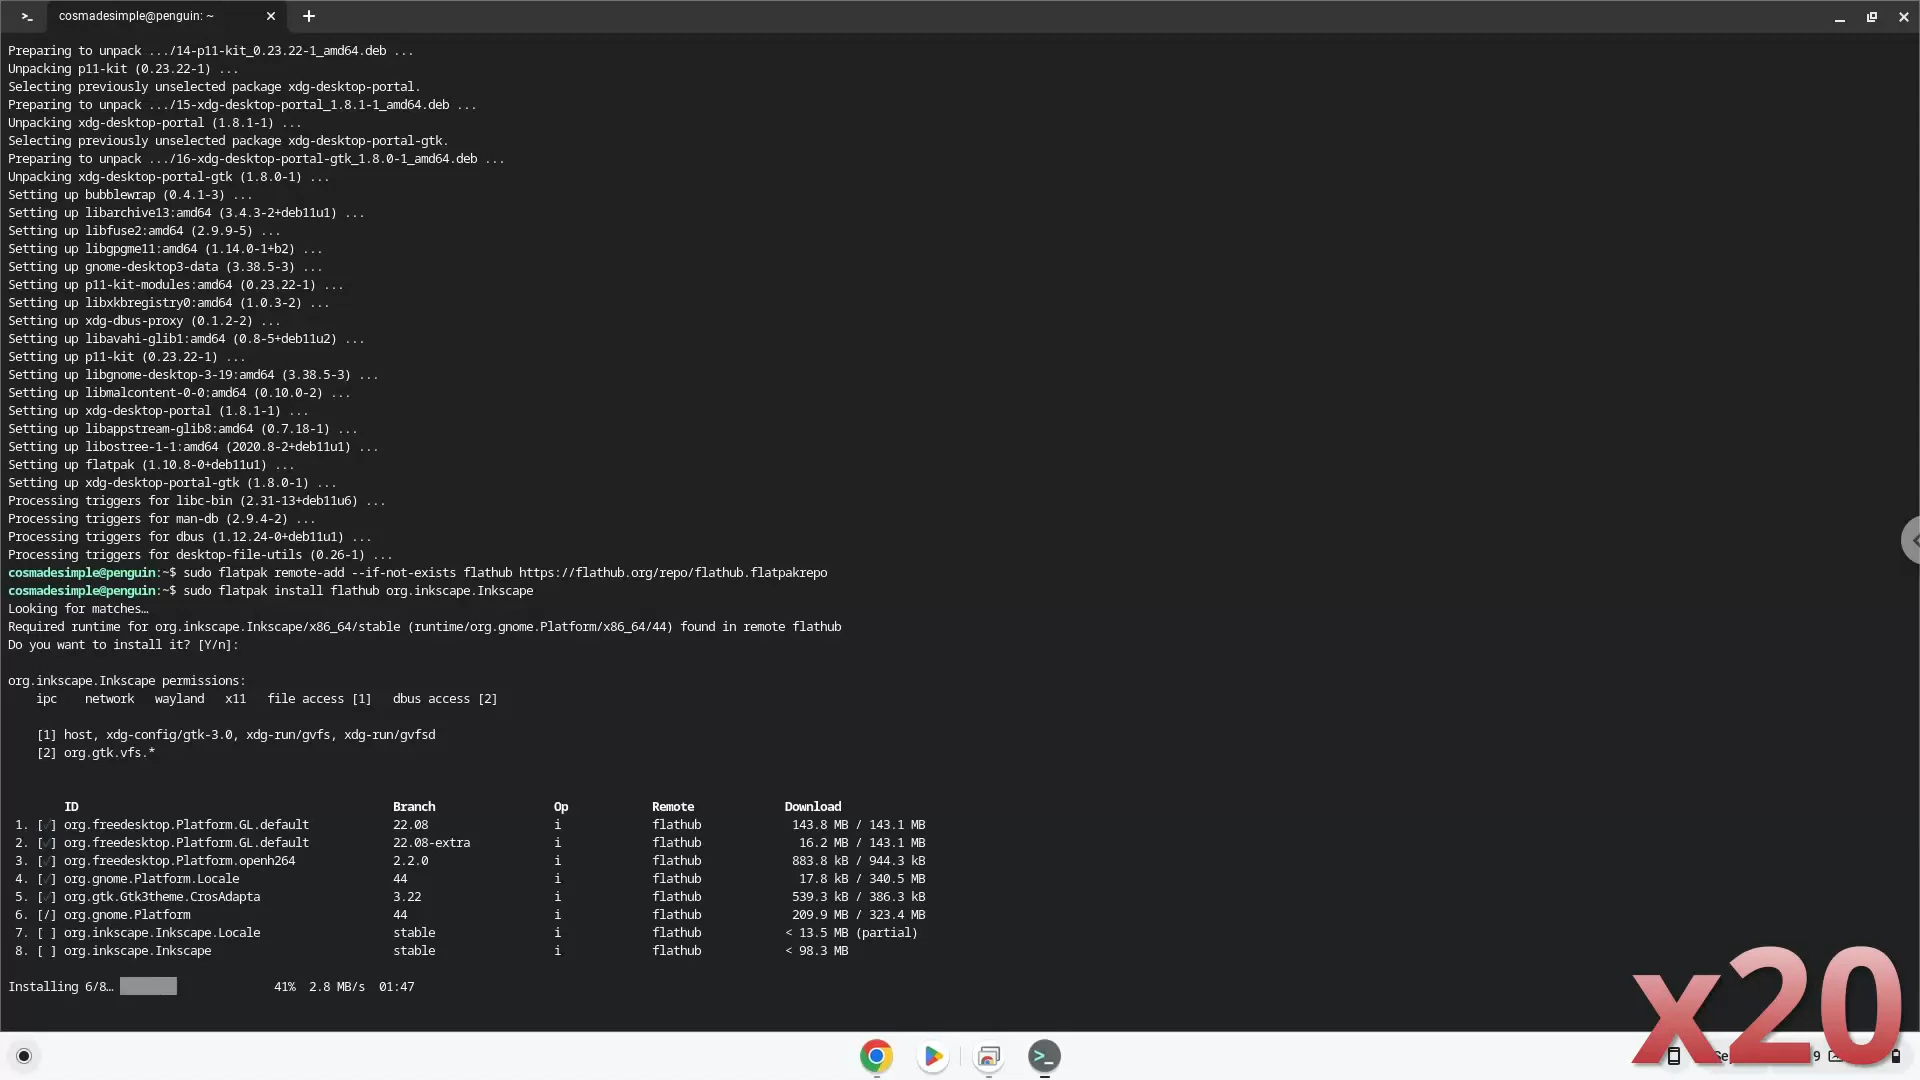 cosmadesimple@penguin: ~
Preparing to unpack .../14-p11-kit_0.23.22-1_amd64.deb ...
Unpacking p11-kit (0.23.22-1) ...
Selecting previously unselected package xdg-desktop-portal.
Preparing to unpack .../15-xdg-desktop-portal_1.8.1-1_amd64.deb ...
Unpacking xdg-desktop-portal (1.8.1-1) ...
Selecting previously unselected package xdg-desktop-portal-gtk.
Preparing to unpack .../16-xdg-desktop-portal-gtk_1.8.0-1_amd64.deb ...
Unpacking xdg-desktop-portal-gtk (1.8.0-1) ...
Setting up bubblewrap (0.4.1-3) ...
Setting up libarchive13:amd64 (3.4.3-2+deb11u1) ...
Setting up libfuse2:amd64 (2.9.9-5) ...
Setting up libgpgme11:amd64 (1.14.0-1+b2) ...
Setting up gnome-desktop3-data (3.38.5-3) ...
Setting up p11-kit-modules:amd64 (0.23.22-1) ...
Setting up libxkbregistry0:amd64 (1.0.3-2) ...
Setting up xdg-dbus-proxy (0.1.2-2) ...
Setting up libavahi-glib1:amd64 (0.8-5+deb11u2) ...
Setting up p11-kit (0.23.22-1) ...
Setting up libgnome-desktop-3-19:amd64 (3.38.5-3) ...
Setting up libmalcontent-0-0:amd64 (0.10.0-2) ...
Setting up xdg-desktop-portal (1.8.1-1) ...
Setting up libappstream-glib8:amd64 (0.7.18-1) ...
Setting up libostree-1-1:amd64 (2020.8-2+deb11u1) ...
Setting up flatpak (1.10.8-0+deb11u1) ...
Setting up xdg-desktop-portal-gtk (1.8.0-1) ...
Processing triggers for libc-bin (2.31-13+deb11u6) ...
Processing triggers for man-db (2.9.4-2) ...
Processing triggers for dbus (1.12.24-0+deb11u1) ...
Processing triggers for desktop-file-utils (0.26-1) ...
cosmadesimple@penguin:~$ sudo flatpak remote-add --if-not-exists flathub https://flathub.org/repo/flathub.flatpakrepo
cosmadesimple@penguin:~$ sudo flatpak install flathub org.inkscape.Inkscape
Looking for matches…
Required runtime for org.inkscape.Inkscape/x86_64/stable (runtime/org.gnome.Platform/x86_64/44) found in remote flathub
Do you want to install it? [Y/n]:
org.inkscape.Inkscape permissions:
ipc network wayland x11 file access [1] dbus access [2]
[1] host, xdg-config/gtk-3.0, xdg-run/gvfs, xdg-run/gvfsd
[2] org.gtk.vfs.*
ID Branch Op Remote Download
1. [✓] org.freedesktop.Platform.GL.default 22.08 i flathub 143.8 MB / 143.1 MB
2. [✓] org.freedesktop.Platform.GL.default 22.08-extra i flathub 16.2 MB / 143.1 MB
3. [✓] org.freedesktop.Platform.openh264 2.2.0 i flathub 883.8 kB / 944.3 kB
4. [✓] org.gnome.Platform.Locale 44 i flathub 17.8 kB / 340.5 MB
5. [✓] org.gtk.Gtk3theme.CrosAdapta 3.22 i flathub 539.3 kB / 386.3 kB
6. [/] org.gnome.Platform 44 i flathub 209.9 MB / 323.4 MB
7. [ ] org.inkscape.Inkscape.Locale stable i flathub < 13.5 MB (partial)
8. [ ] org.inkscape.Inkscape stable i flathub < 98.3 MB
Installing 6/8… 41% 2.8 MB/s 01:47
x20